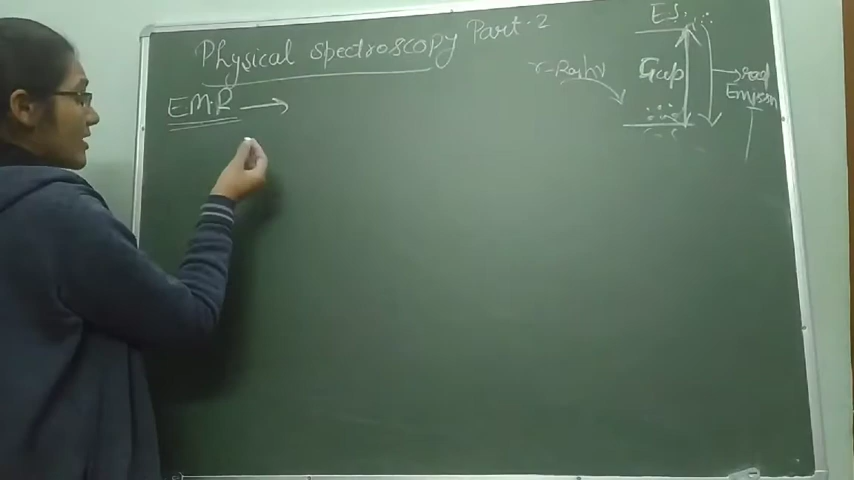 Physical spectroscopy Part-2
EMR →
E.S.
Gap
Emission